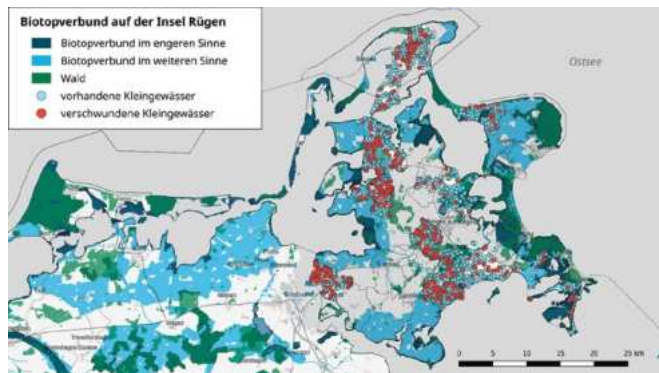 Biotopverbund auf der Insel Rügen
Biotopverbund im engeren Sinne
Biotopverbund im weiteren Sinne
Wald
vorhandene Kleingewässer
verschwundene Kleingewässer
Ostsee
0 5 10 15 20 25 km